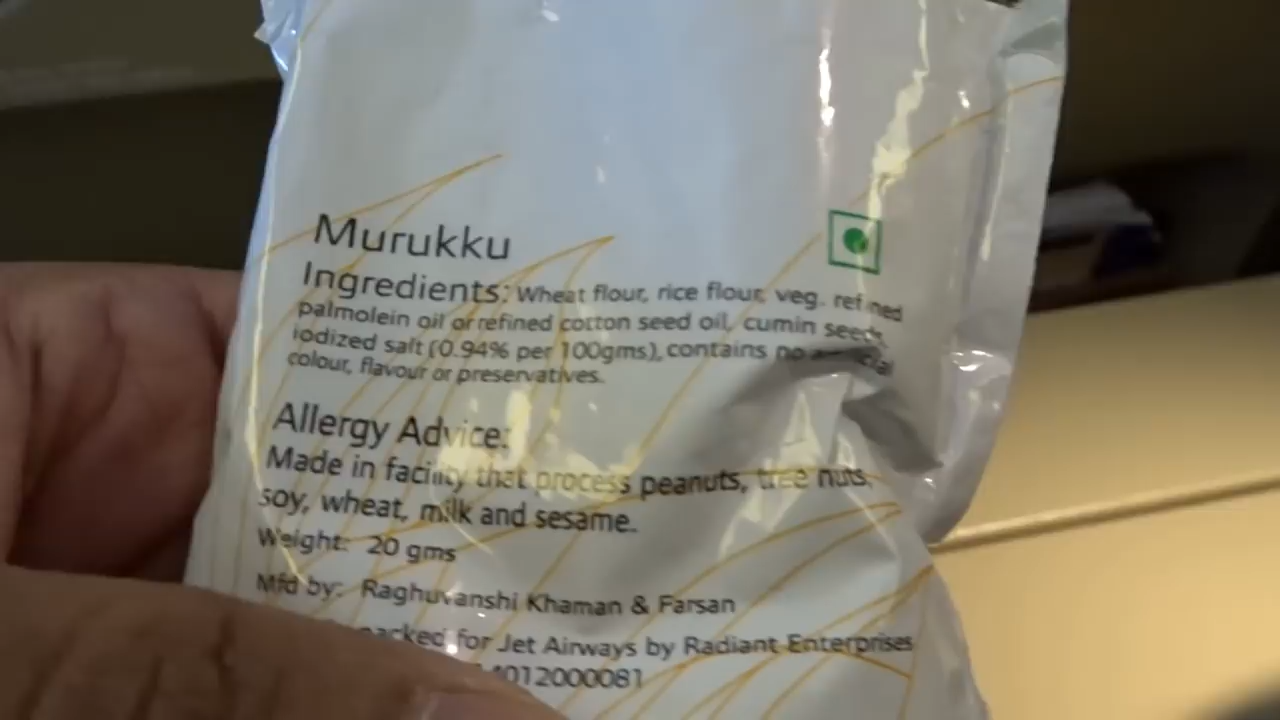 Murukku
Ingredients: Wheat flour, rice flour, veg. refined
palmolein oil or refined cotton seed oil, cumin seeds,
iodized salt (0.94% per 100gms), contains no
colour, flavour or preservatives.
Allergy Advice:
Made in facility that process peanuts, tree nuts,
soy, wheat, milk and sesame.
Weight: 20 gms
Mfd by: Raghuvanshi Khaman & Farsan
packed for Jet Airways by Radiant Enterprises
4012000081